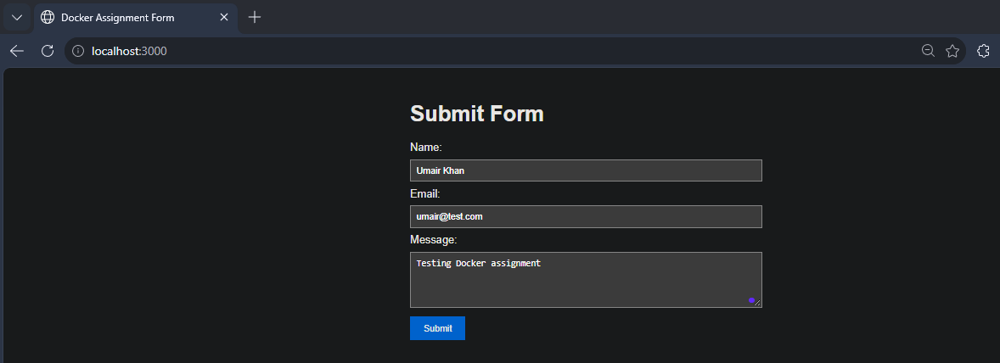 Docker Assignment Form
localhost:3000
Submit Form
Name:
Umair Khan
Email:
umair@test.com
Message:
Testing Docker assignment
Submit